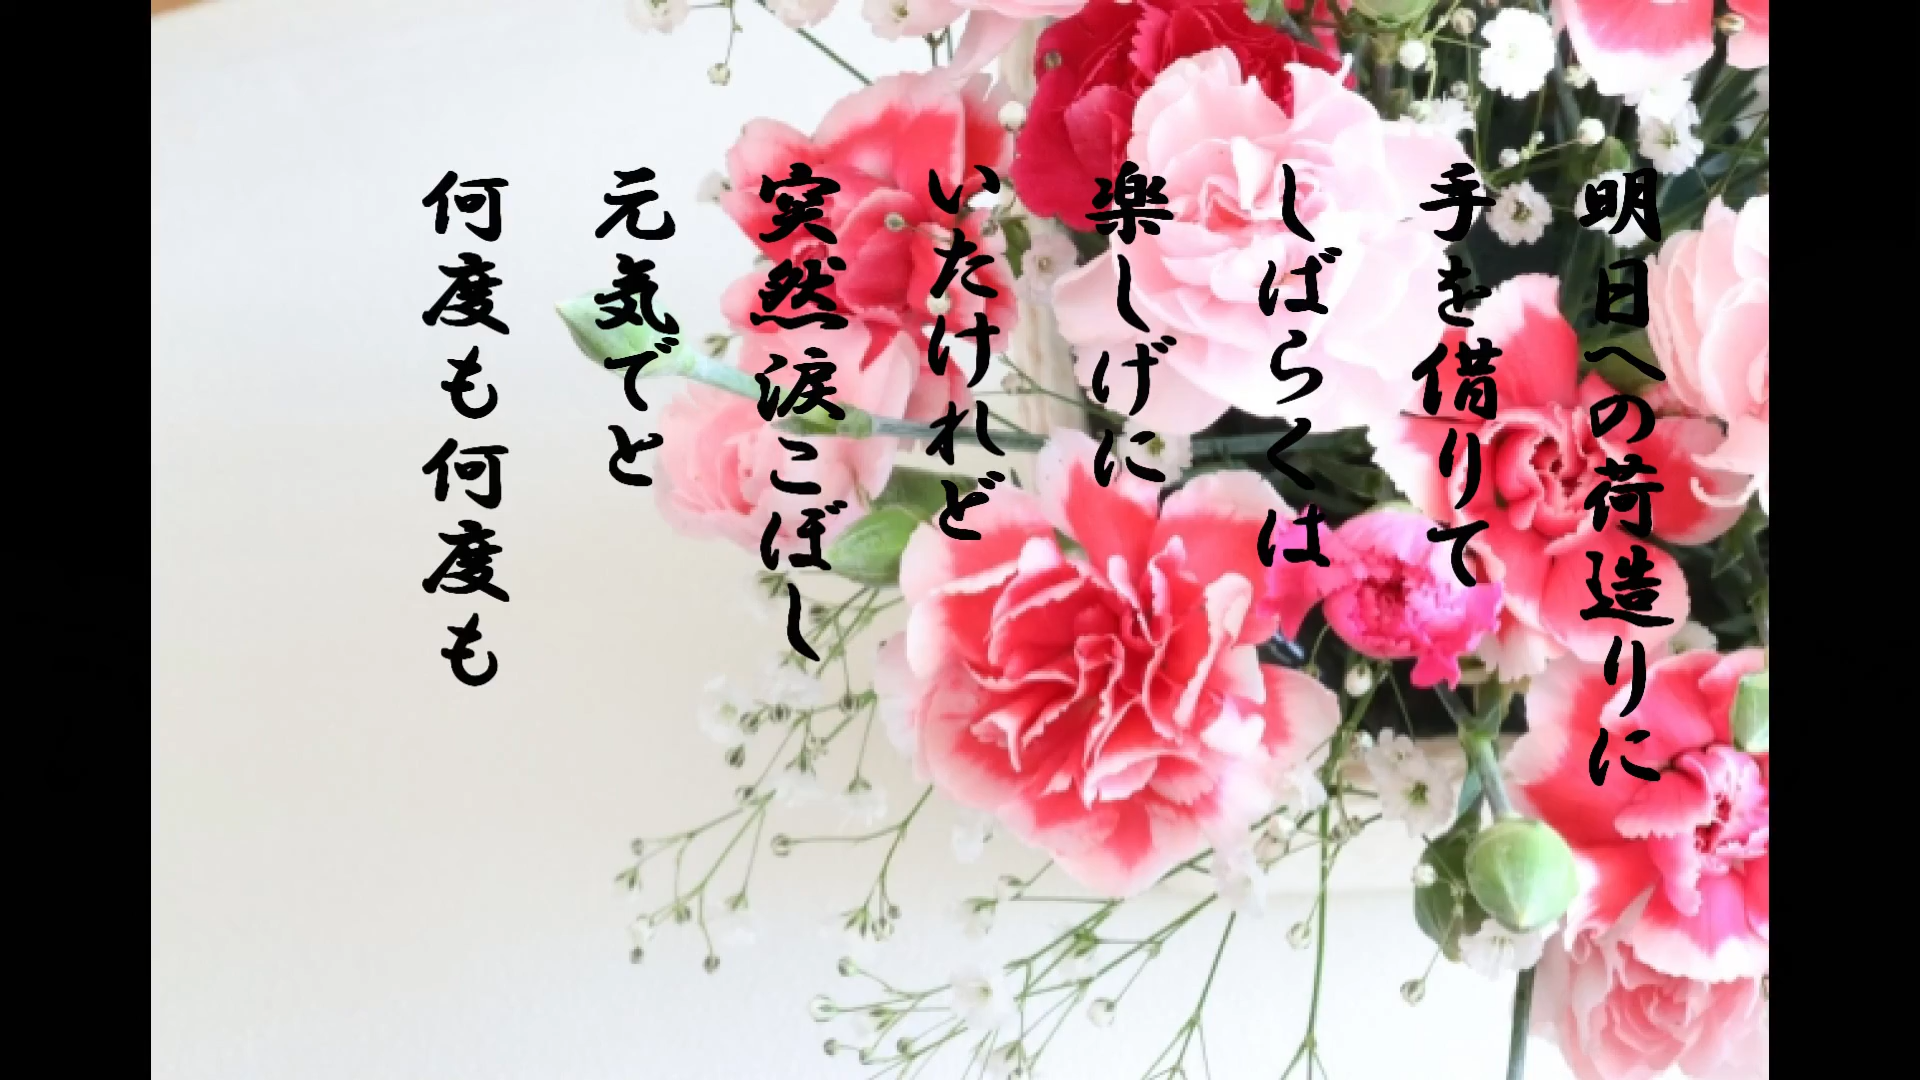 明日への荷造りに
手を借りて
しばらくは
楽しげに
いたけれど
突然涙こぼし
元気でと
何度も何度も